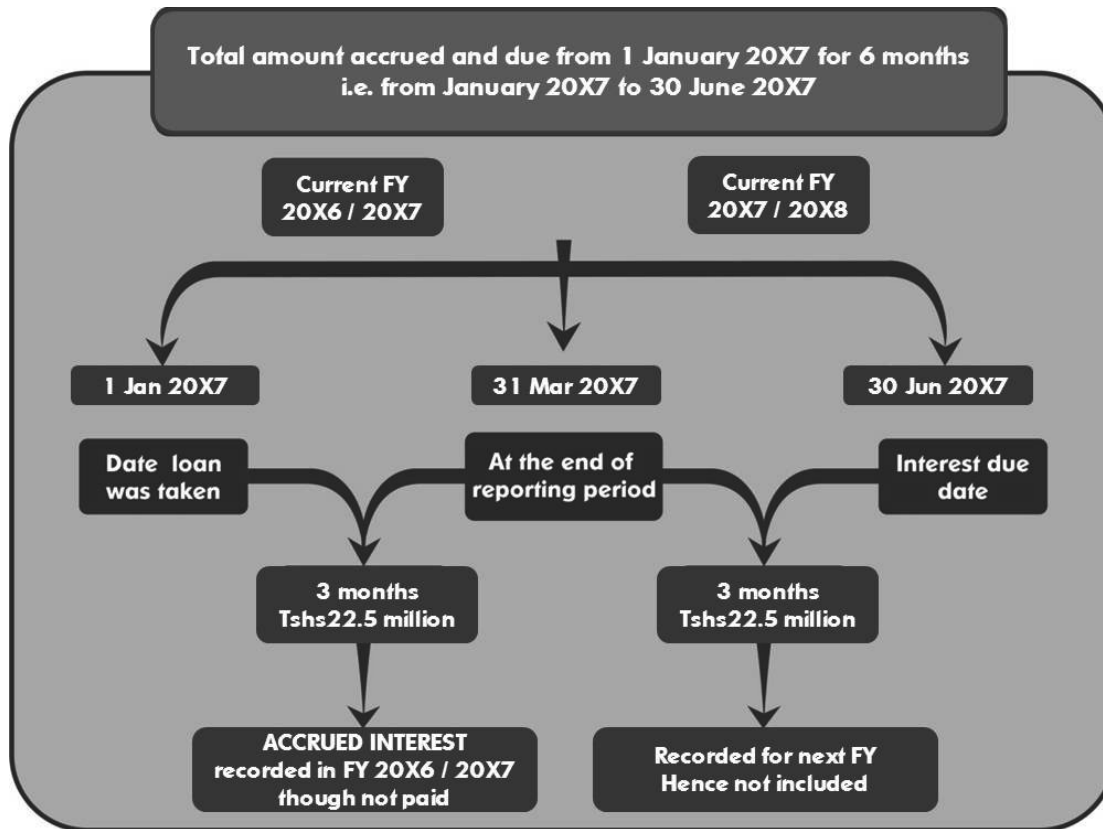 Total amount accrued and due from 1 January 20X7 for 6 months
i.e. from January 20X7 to 30 June 20X7
Current FY
20X6 / 20X7
Current FY
20X7 / 20X8
1 Jan 20X7
31 Mar 20X7
30 Jun 20X7
Date loan
was taken
At the end of
reporting period
Interest due
date
3 months
Tshs22.5 million
3 months
Tshs22.5 million
ACCRUED INTEREST
recorded in FY 20X6 / 20X7
though not paid
Recorded for next FY
Hence not included